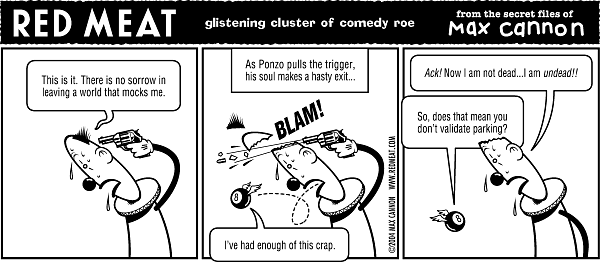 RED MEAT
glistening cluster of comedy roe
from the secret files of
max cannon
This is it. There is no sorrow in
leaving a world that mocks me.
As Ponzo pulls the trigger,
his soul makes a hasty exit...
BLAM!
8
I've had enough of this crap.
©2004 MAX CANNON WWW.REDMEAT.COM
Ack! Now I am not dead...I am undead!!
So, does that mean you
don't validate parking?
8